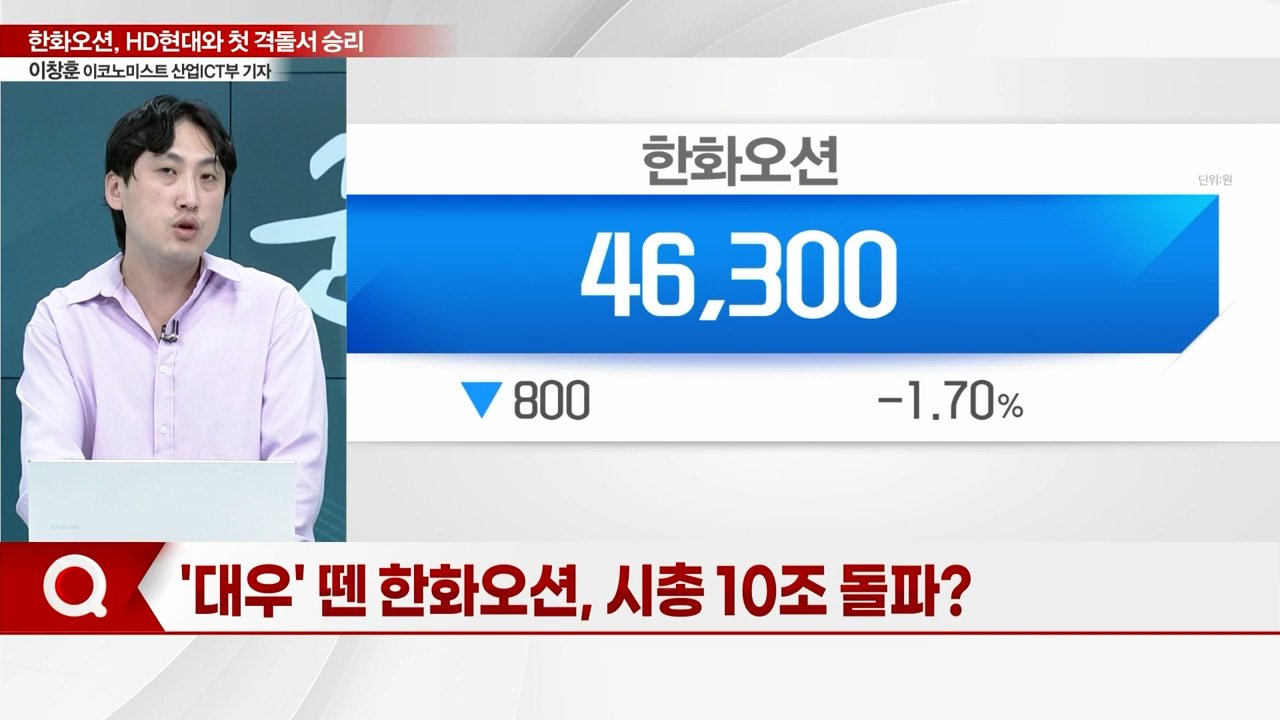 한화오션, HD현대와 첫 격돌서 승리
이창훈 이코노미스트 산업ICT부 기자
한화오션
단위:원
46,300
▼800 -1.70%
'대우' 뗀 한화오션, 시총 10조 돌파?